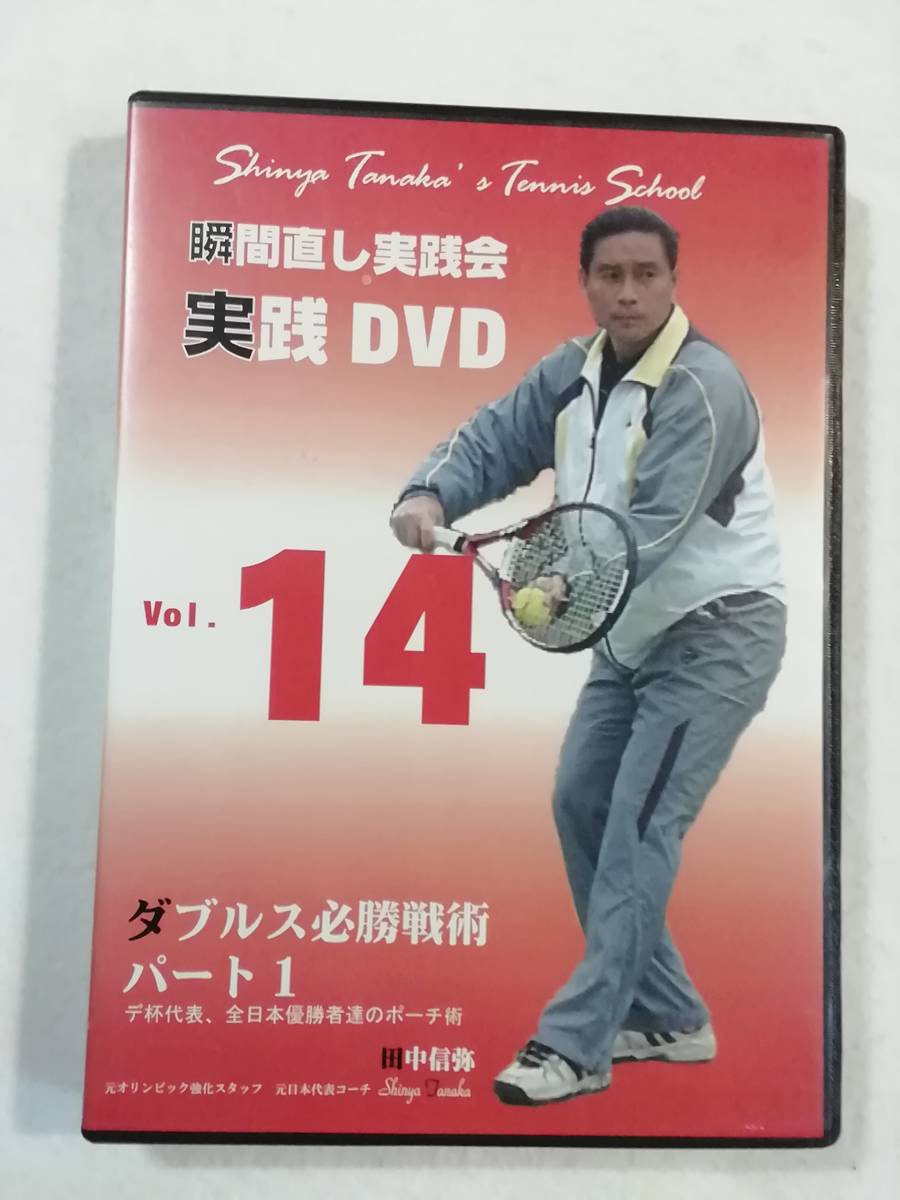 Shinya Tanaka's Tennis School
瞬間直し実践会
実践 DVD
Vol. 14
ダブルス必勝戦術
パート1
デ杯代表、全日本優勝者達のポーチ術
田中信弥
元オリンピック強化スタッフ 元日本代表コーチ Shinya Tanaka